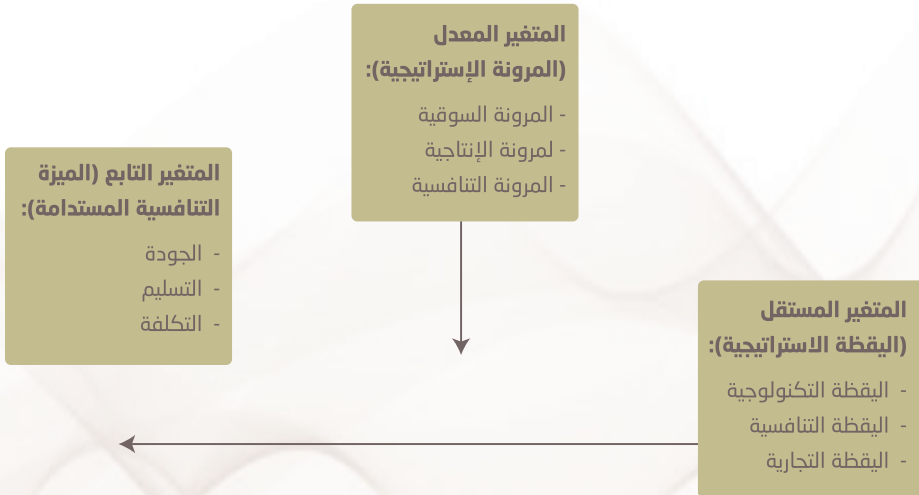 المتغير المعدل
(المرونة الإستراتيجية):
- المرونة السوقية
- لمرونة الإنتاجية
- المرونة التنافسية
المتغير التابع (الميزة
التنافسية المستدامة):
- الجودة
- التسليم
- التكلفة
المتغير المستقل
(اليقظة الاستراتيجية):
- اليقظة التكنولوجية
- اليقظة التنافسية
- اليقظة التجارية